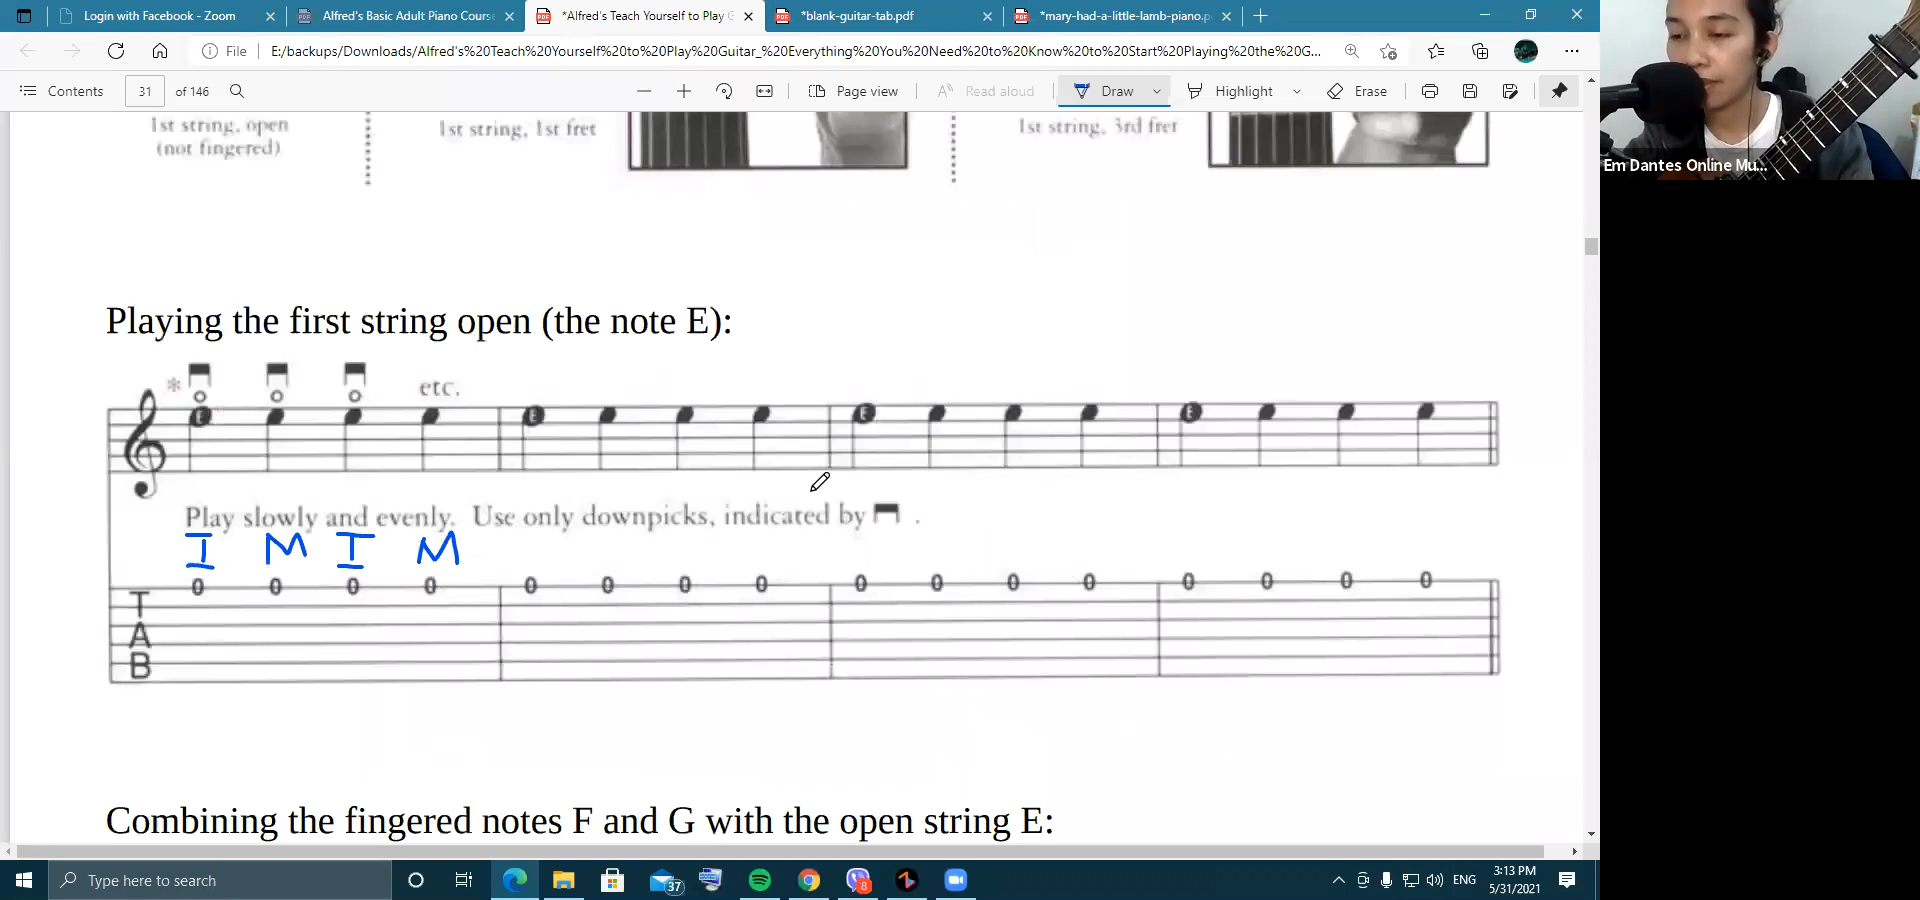 Login with Facebook - Zoom
Alfred's Basic Adult Piano Cours
*Alfred's Teach Yourself to Play G
*blank-guitar-tab.pdf
*mary-had-a-little-lamb-piano.p
File
E:/backups/Downloads/Alfred's%20Teach%20Yourself%20to%20Play%20Guitar_%20Everything%20You%20Need%20to%20Know%20to%20Start%20Playing%20the%20G...
Contents
31 of 146
Page view
Read aloud
Draw
Highlight
Erase
Em Dantes Online Mu...
1st string, open
(not fingered)
1st string, 1st fret
1st string, 3rd fret
Playing the first string open (the note E):
* etc.
E E E E
Play slowly and evenly. Use only downpicks, indicated by .
I M I M
0 0 0 0 0 0 0 0 0 0 0 0 0 0 0 0
T
A
B
Combining the fingered notes F and G with the open string E:
Type here to search
37
8
ENG
3:13 PM
5/31/2021